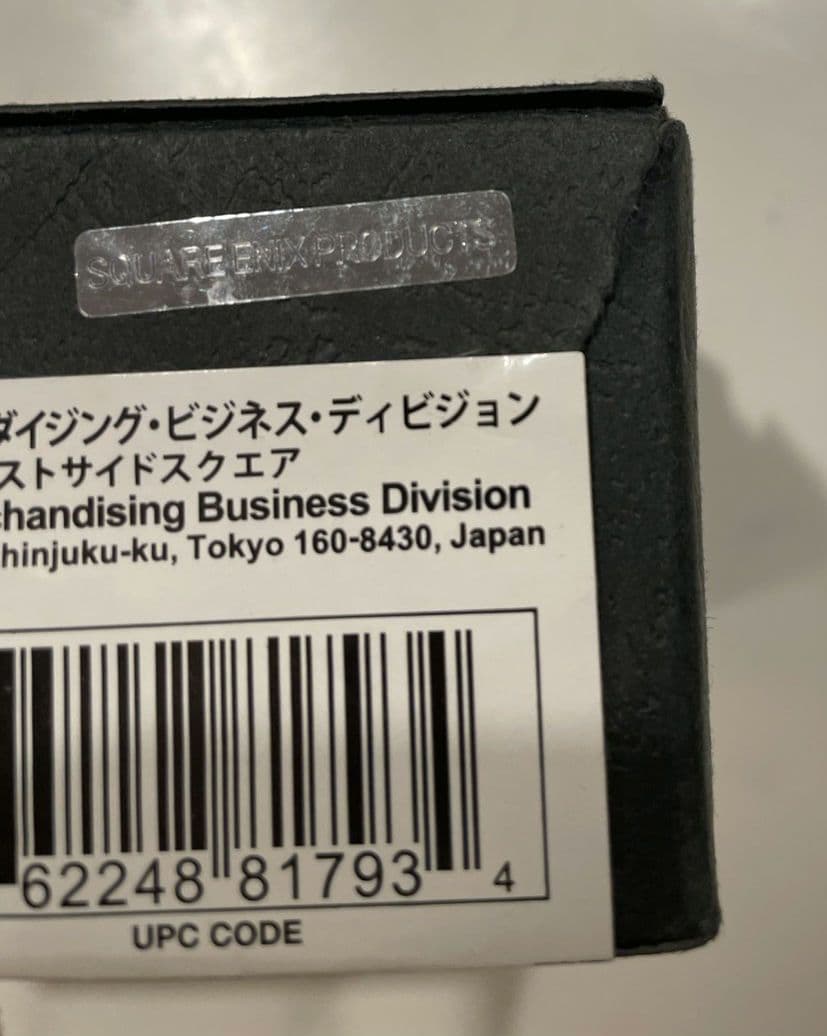 SQUARE ENIX PRODUCTS
ダイジング・ビジネス・ディビジョン
ストサイドスクエア
chandising Business Division
hinjuku-ku, Tokyo 160-8430, Japan
62248 81793 4
UPC CODE